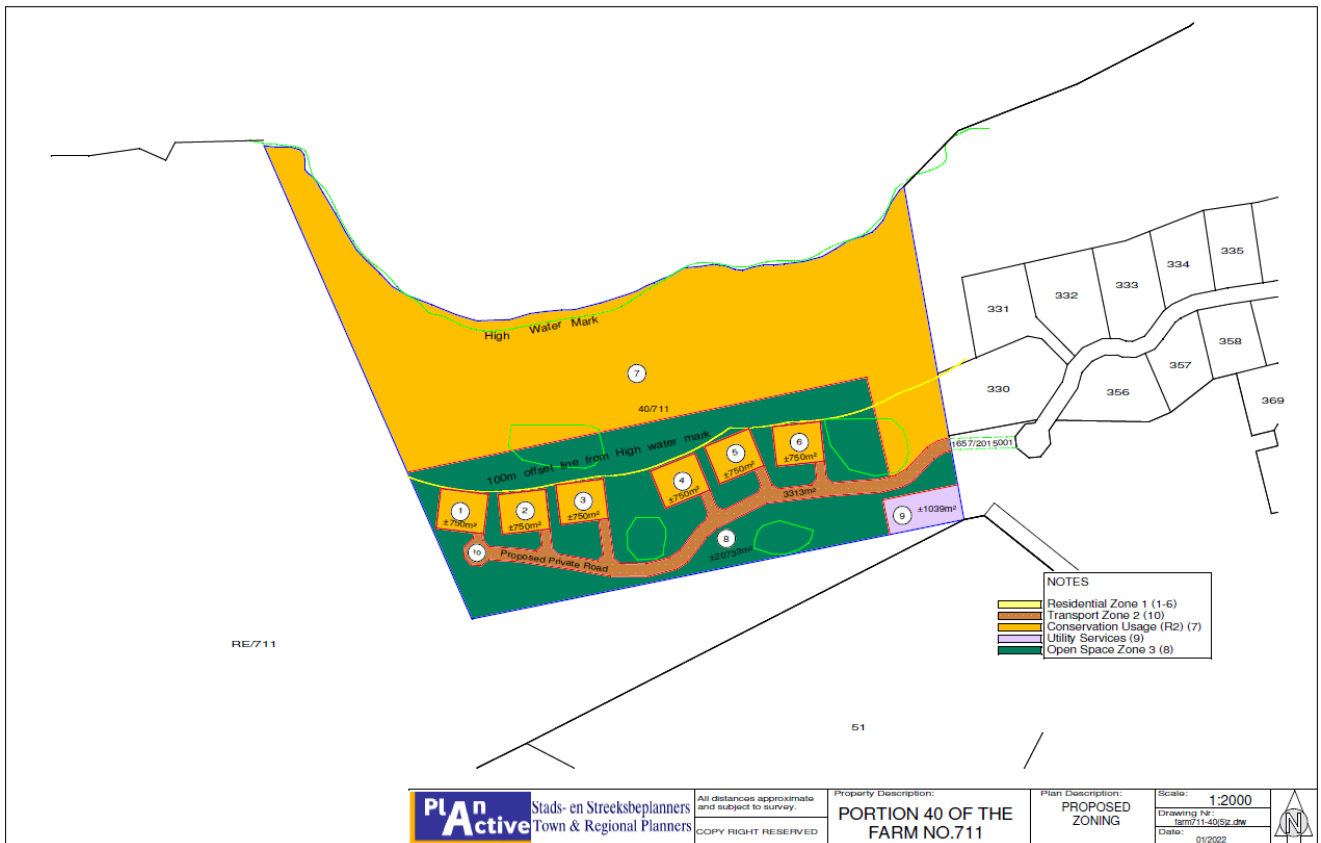 335
334
333
332
331
High Water Mark
358
7
357
330
356
369
40/711
100m offset line from High water mark
1657/2015001
6
±750m²
5
±750m²
4
±750m²
3
±750m²
2
±750m²
1
±750m²
3313m²
9
±1039m²
8
±20733m²
10
Proposed Private Road
NOTES
Residential Zone 1 (1-6)
Transport Zone 2 (10)
Conservation Usage (R2) (7)
Utility Services (9)
Open Space Zone 3 (8)
RE/711
51
PlAn
Active
Stads- en Streeksbeplanners
Town & Regional Planners
All distances approximate
and subject to survey.
COPY RIGHT RESERVED
Property Description:
PORTION 40 OF THE
FARM NO.711
Plan Description:
PROPOSED
ZONING
Scale: 1:2000
Drawing Nr:
farm711-40(5)z.drw
Date:
01/2022
N